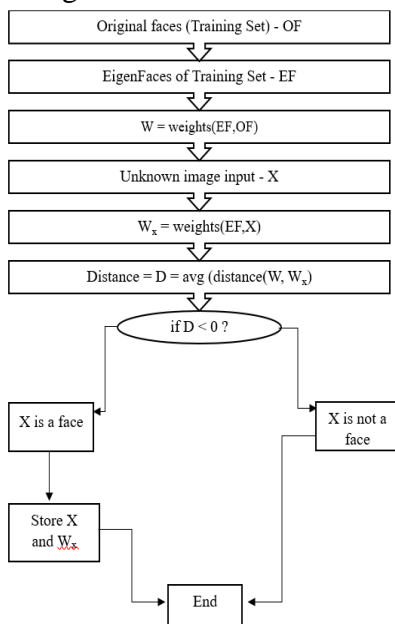 Original faces (Training Set) - OF
EigenFaces of Training Set - EF
W = weights(EF,OF)
Unknown image input - X
Wₓ = weights(EF,X)
Distance = D = avg (distance(W, Wₓ)
if D < 0 ?
X is a face
X is not a
face
Store X
and Wₓ
End